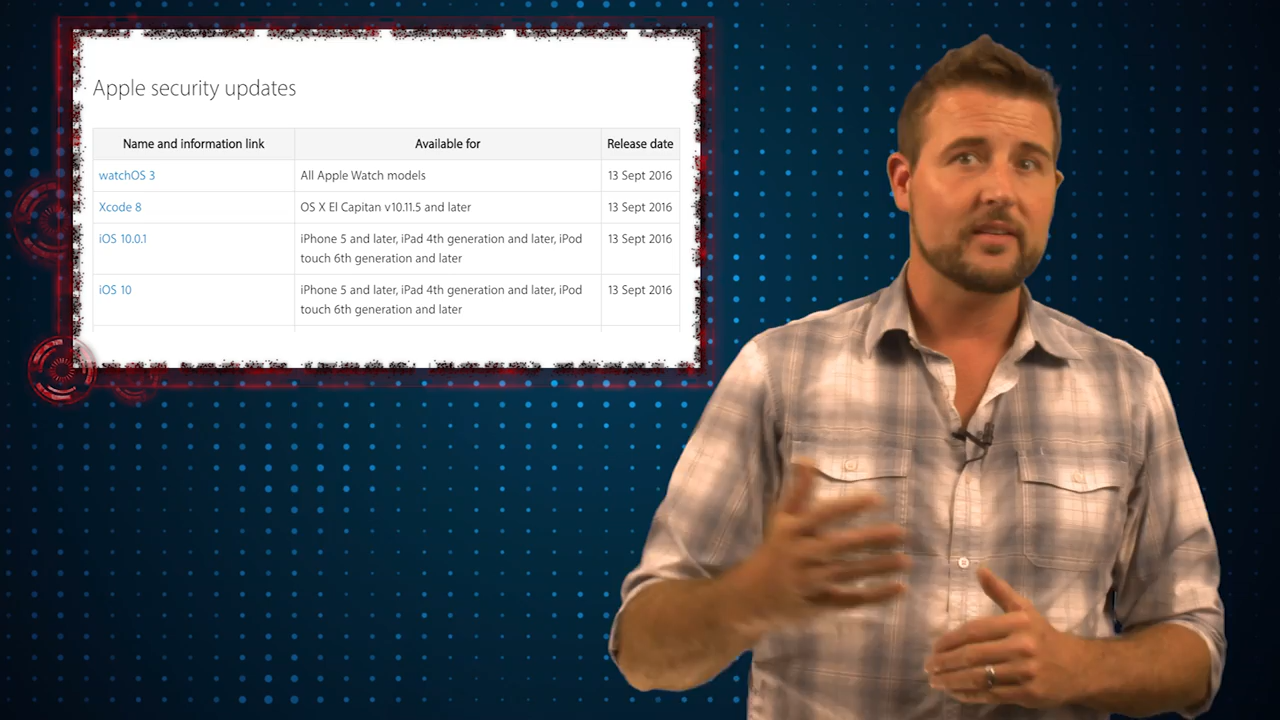 Apple security updates
Name and information link Available for Release date
watchOS 3 All Apple Watch models 13 Sept 2016
Xcode 8 OS X El Capitan v10.11.5 and later 13 Sept 2016
iOS 10.0.1 iPhone 5 and later, iPad 4th generation and later, iPod 13 Sept 2016
touch 6th generation and later
iOS 10 iPhone 5 and later, iPad 4th generation and later, iPod 13 Sept 2016
touch 6th generation and later